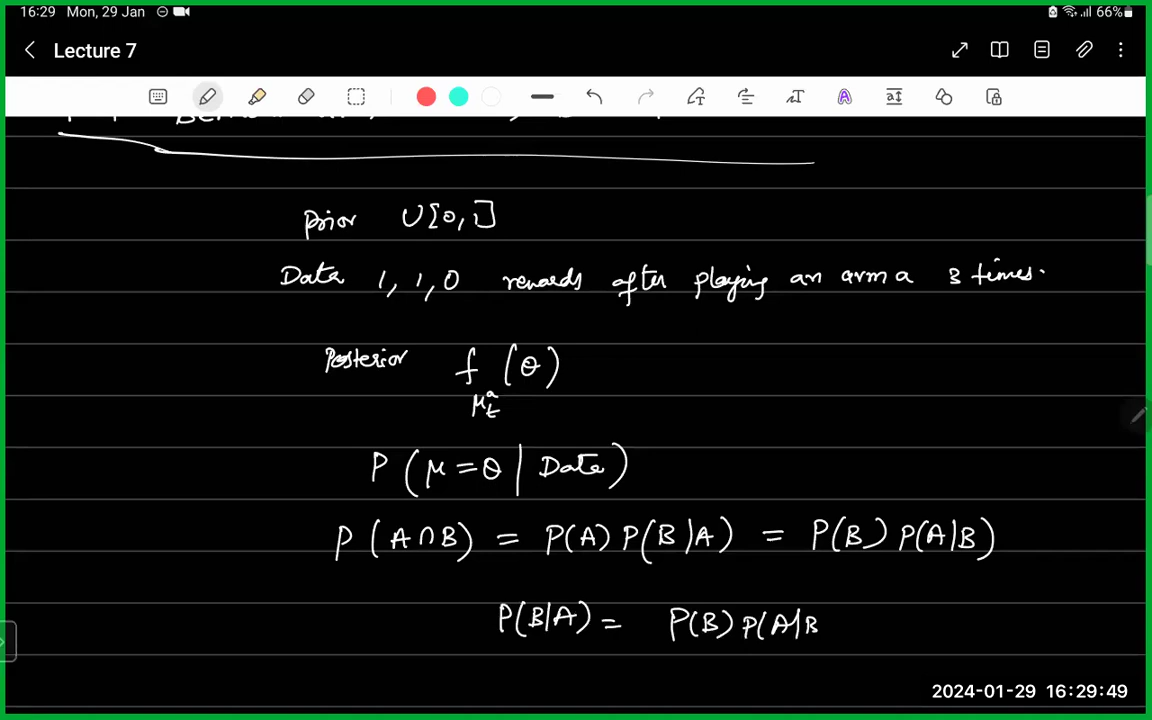 16:29 Mon, 29 Jan 66%
Lecture 7
Prior U[0,1]
Data 1, 1, 0 rewards after playing an arm a 3 times.
Posterior f_{μ_t^a}(θ)
P(μ=θ | Data)
P(A∩B) = P(A) P(B|A) = P(B) P(A|B)
P(B|A) = P(B) P(A|B
2024-01-29 16:29:49